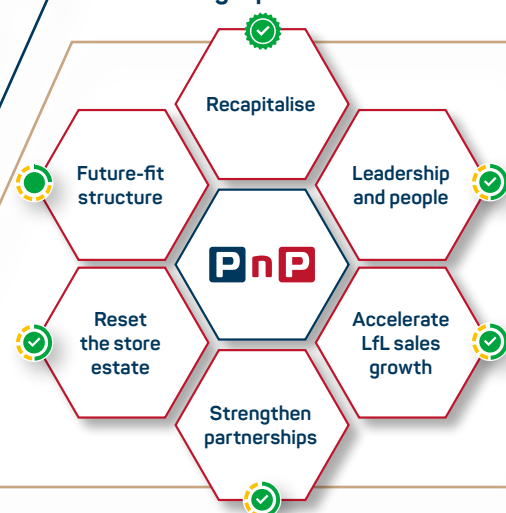 Recapitalise
Future-fit
structure
Leadership
and people
PnP
Reset
the store
estate
Accelerate
LfL sales
growth
Strengthen
partnerships